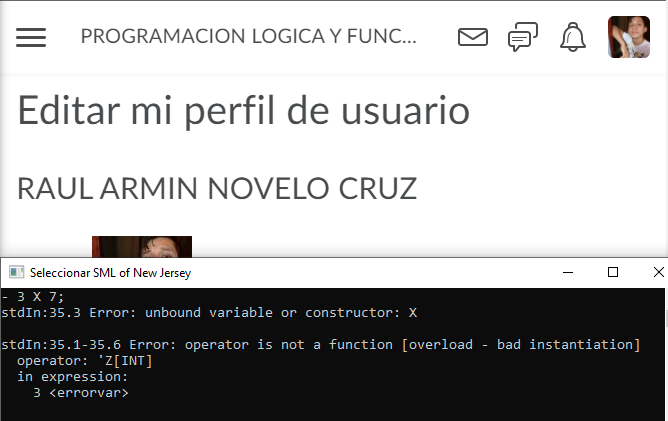 PROGRAMACION LOGICA Y FUNC...
Editar mi perfil de usuario
RAUL ARMIN NOVELO CRUZ
Seleccionar SML of New Jersey
- 3 X 7;
stdIn:35.3 Error: unbound variable or constructor: X
stdIn:35.1-35.6 Error: operator is not a function [overload - bad instantiation]
  operator: 'Z[INT]
  in expression:
    3 <errorvar>